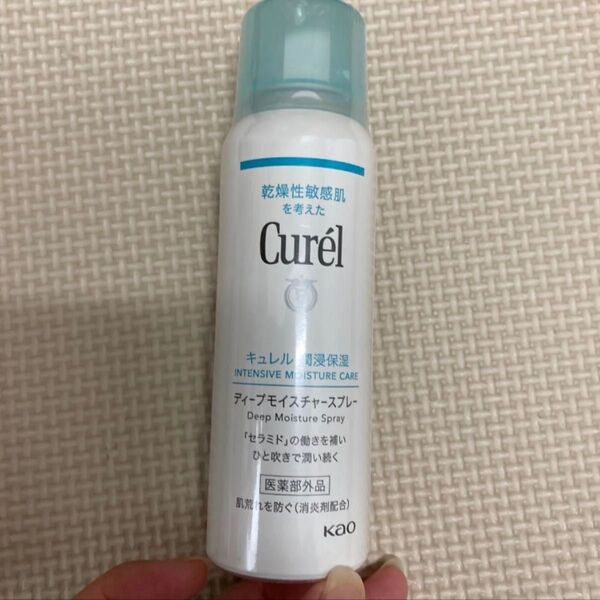 乾燥性敏感肌
を考えた
Curél
キュレル 潤浸保湿
INTENSIVE MOISTURE CARE
ディープモイスチャースプレー
Deep Moisture Spray
「セラミド」の働きを補い
ひと吹きで潤い続く
医薬部外品
肌荒れを防ぐ(消炎剤配合)
Kao